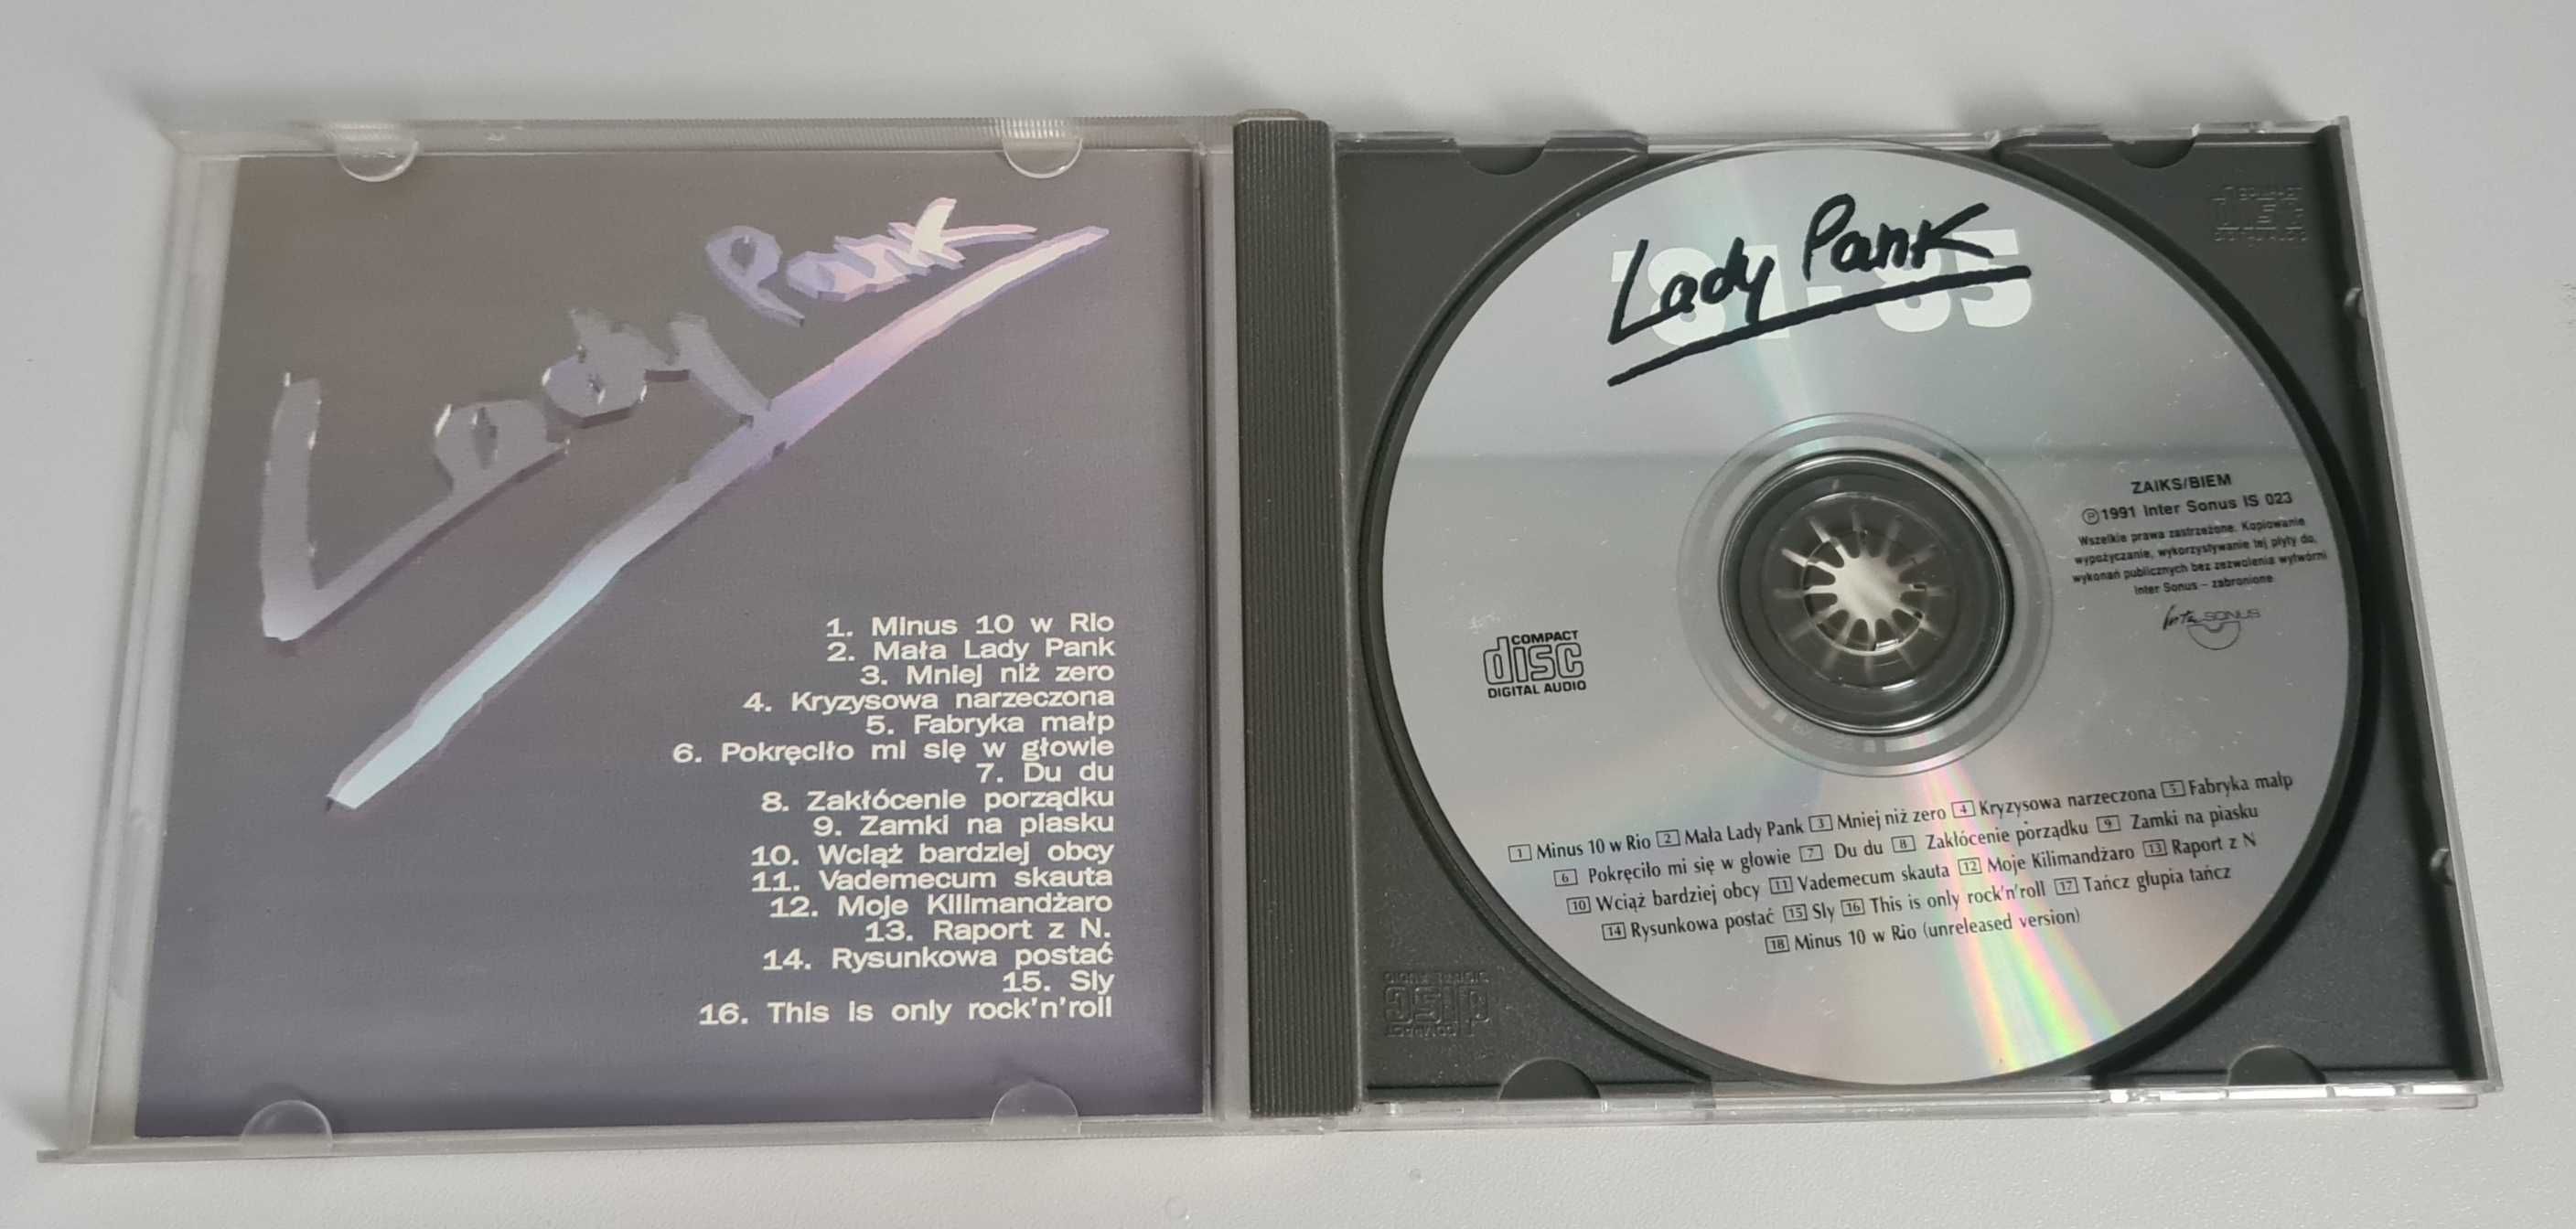 Lady Pank
1. Minus 10 w Rio
2. Mała Lady Pank
3. Mniej niż zero
4. Kryzysowa narzeczona
5. Fabryka małp
6. Pokręciło mi się w głowie
7. Du du
8. Zakłócenie porządku
9. Zamki na piasku
10. Wciąż bardziej obcy
11. Vademecum skauta
12. Moje Kilimandżaro
13. Raport z N.
14. Rysunkowa postać
15. Sly
16. This is only rock'n'roll
Lady Pank
'81-'85
ZAIKS/BIEM
Ⓟ1991 Inter Sonus IS 023
Wszelkie prawa zastrzeżone. Kopiowanie
wypożyczanie, wykorzystywanie tej płyty do,
wykonań publicznych bez zezwolenia wytwórni
Inter Sonus – zabronione
Inter SONUS
COMPACT
disc
DIGITAL AUDIO
1 Minus 10 w Rio 2 Mała Lady Pank 3 Mniej niż zero 4 Kryzysowa narzeczona 5 Fabryka małp
6 Pokręciło mi się w głowie 7 Du du 8 Zakłócenie porządku 9 Zamki na piasku
10 Wciąż bardziej obcy 11 Vademecum skauta 12 Moje Kilimandżaro 13 Raport z N
14 Rysunkowa postać 15 Sly 16 This is only rock'n'roll 17 Tańcz głupia tańcz
18 Minus 10 w Rio (unreleased version)